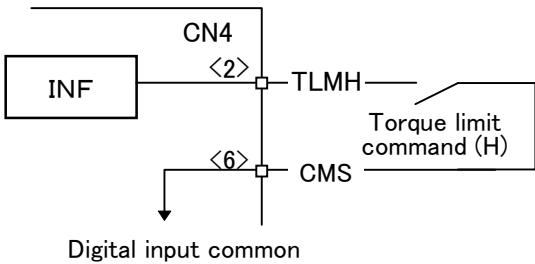 CN4
INF
<2>
TLMH
Torque limit
command (H)
<6>
CMS
Digital input common